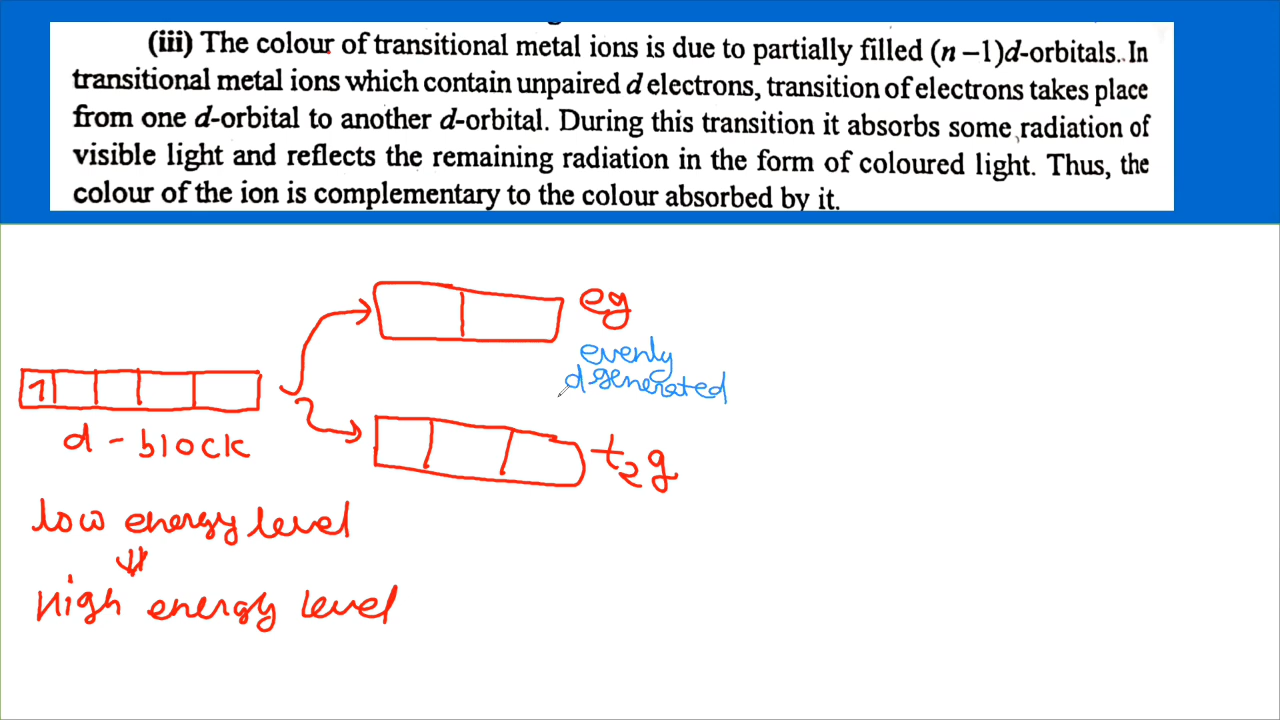 (iii) The colour of transitional metal ions is due to partially filled (n –1)d-orbitals. In
transitional metal ions which contain unpaired d electrons, transition of electrons takes place
from one d-orbital to another d-orbital. During this transition it absorbs some radiation of
visible light and reflects the remaining radiation in the form of coloured light. Thus, the
colour of the ion is complementary to the colour absorbed by it.
eg
evenly
dgenerated
1
d - block
t2g
low energy level
⇓
high energy level